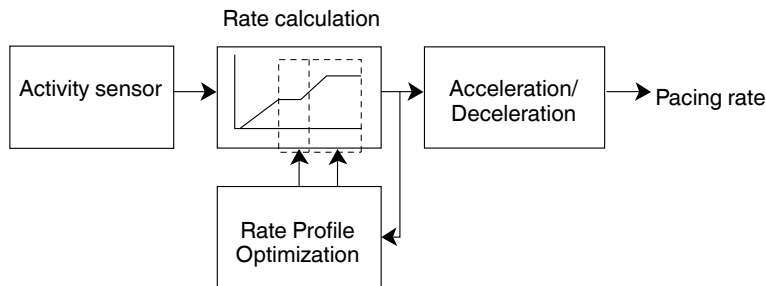 Rate calculation
Activity sensor
Acceleration/
Deceleration
Pacing rate
Rate Profile
Optimization